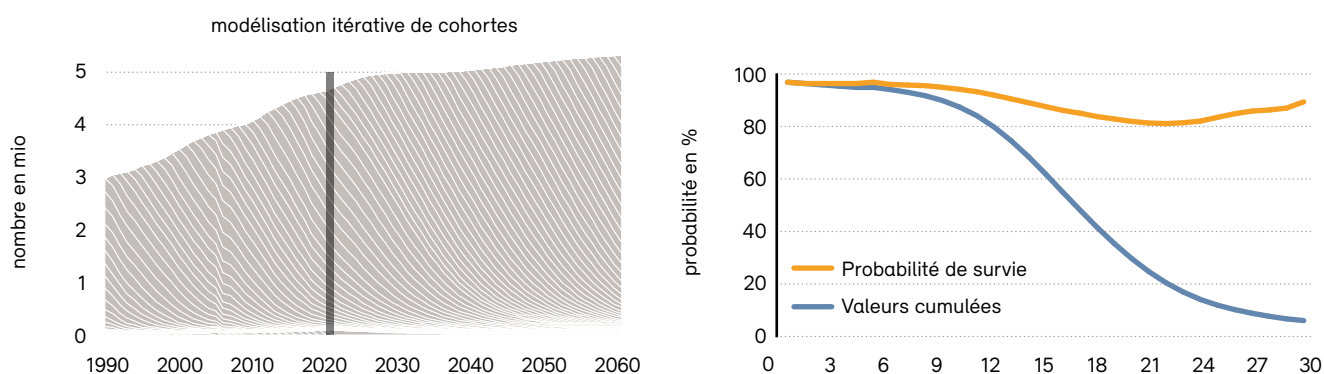 modélisation itérative de cohortes
nombre en mio
5
4
3
2
1
0
1990 2000 2010 2020 2030 2040 2050 2060
probabilité en %
100
80
60
40
20
0
Probabilité de survie
Valeurs cumulées
0 3 6 9 12 15 18 21 24 27 30